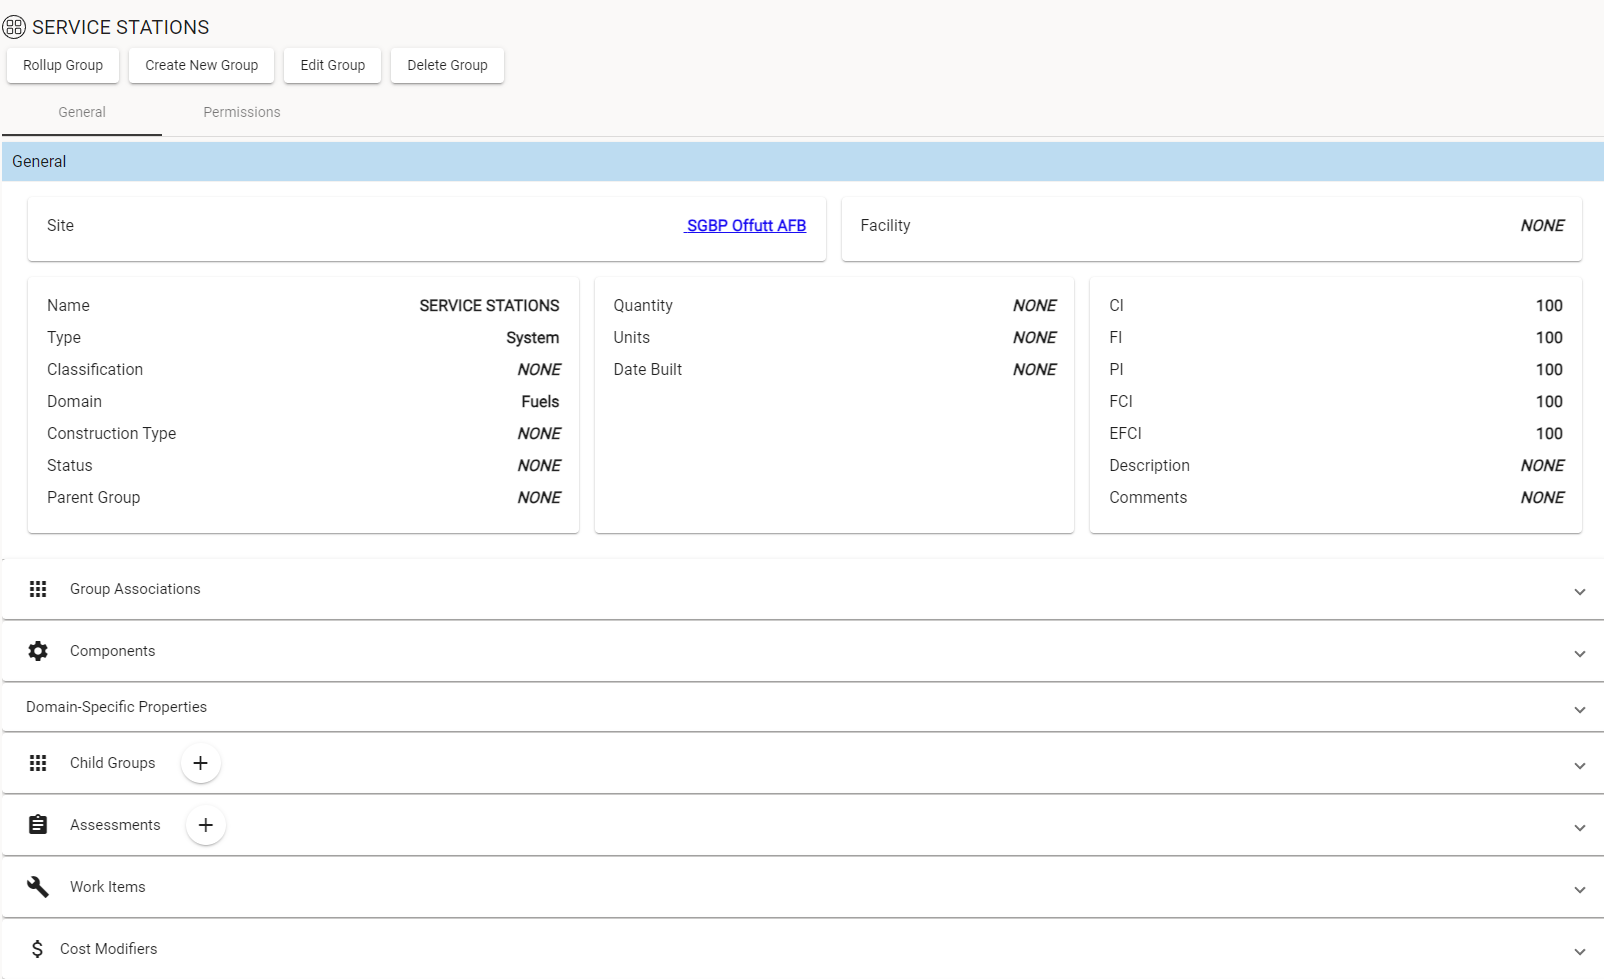 SERVICE STATIONS
Rollup Group Create New Group Edit Group Delete Group
General Permissions
General
Site SGBP Offutt AFB Facility NONE
Name SERVICE STATIONS Quantity NONE CI 100
Type System Units NONE FI 100
Classification NONE Date Built NONE PI 100
Domain Fuels FCI 100
Construction Type NONE EFCI 100
Status NONE Description NONE
Parent Group NONE Comments NONE
Group Associations
Components
Domain-Specific Properties
Child Groups +
Assessments +
Work Items
$ Cost Modifiers